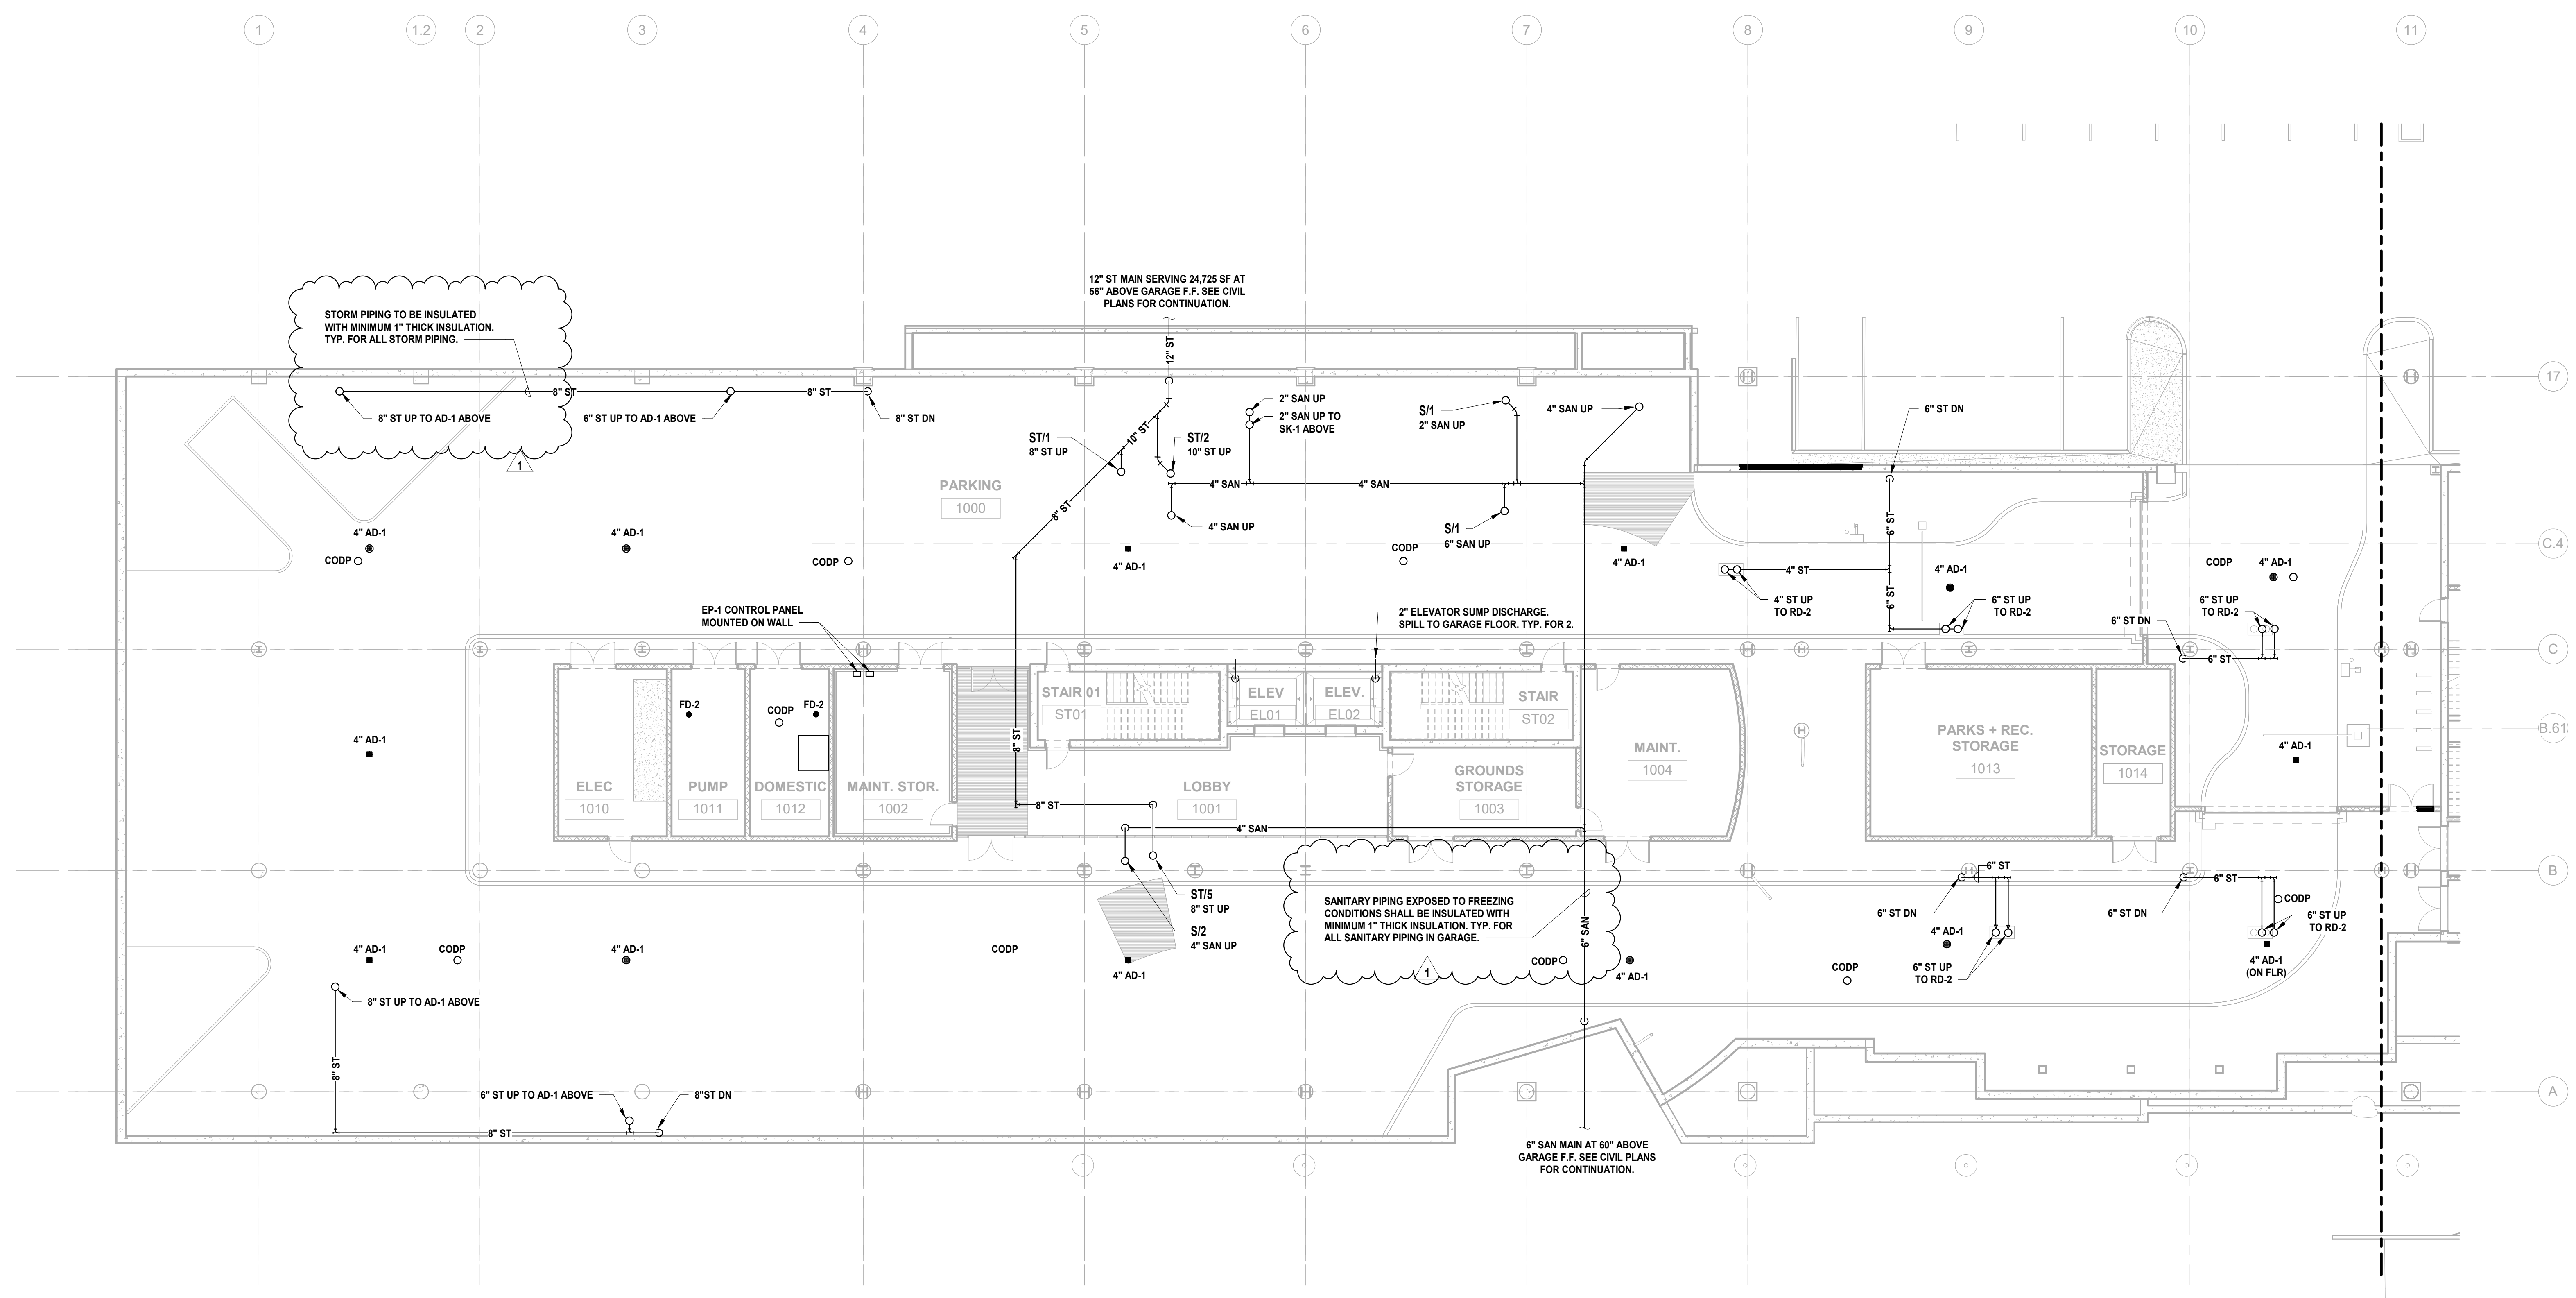 1
1.2
2
3
4
5
6
7
8
9
10
11
12" ST MAIN SERVING 24,725 SF AT
56" ABOVE GARAGE F.F. SEE CIVIL
PLANS FOR CONTINUATION.
STORM PIPING TO BE INSULATED
WITH MINIMUM 1" THICK INSULATION.
TYP. FOR ALL STORM PIPING.
12" ST
17
8" ST
8" ST
8" ST UP TO AD-1 ABOVE
6" ST UP TO AD-1 ABOVE
8" ST DN
1
10" ST
ST/1
8" ST UP
ST/2
10" ST UP
2" SAN UP
2" SAN UP TO
SK-1 ABOVE
S/1
2" SAN UP
4" SAN UP
6" ST DN
PARKING
1000
8" ST
4" SAN
4" SAN
4" SAN UP
S/1
6" SAN UP
6" ST
4" AD-1
CODP
4" AD-1
CODP
4" AD-1
CODP
4" AD-1
C.4
4" ST
4" AD-1
CODP
4" AD-1
4" ST UP
TO RD-2
6" ST
6" ST UP
TO RD-2
6" ST UP
TO RD-2
6" ST DN
6" ST
C
EP-1 CONTROL PANEL
MOUNTED ON WALL
2" ELEVATOR SUMP DISCHARGE.
SPILL TO GARAGE FLOOR. TYP. FOR 2.
FD-2
CODP
FD-2
STAIR 01
ST01
ELEV
EL01
ELEV.
EL02
STAIR
ST02
4" AD-1
8" ST
MAINT.
1004
PARKS + REC.
STORAGE
1013
STORAGE
1014
4" AD-1
B.61
ELEC
1010
PUMP
1011
DOMESTIC
1012
MAINT. STOR.
1002
LOBBY
1001
GROUNDS
STORAGE
1003
8" ST
4" SAN
6" ST
6" ST
B
ST/5
8" ST UP
S/2
4" SAN UP
SANITARY PIPING EXPOSED TO FREEZING
CONDITIONS SHALL BE INSULATED WITH
MINIMUM 1" THICK INSULATION. TYP. FOR
ALL SANITARY PIPING IN GARAGE.
6" SAN
1
CODP
4" AD-1
6" ST DN
6" ST DN
CODP
6" ST UP
TO RD-2
4" AD-1
4" AD-1
(ON FLR)
CODP
6" ST UP
TO RD-2
4" AD-1
CODP
4" AD-1
CODP
4" AD-1
8" ST UP TO AD-1 ABOVE
8" ST
6" ST UP TO AD-1 ABOVE
8"ST DN
8" ST
A
6" SAN MAIN AT 60" ABOVE
GARAGE F.F. SEE CIVIL PLANS
FOR CONTINUATION.